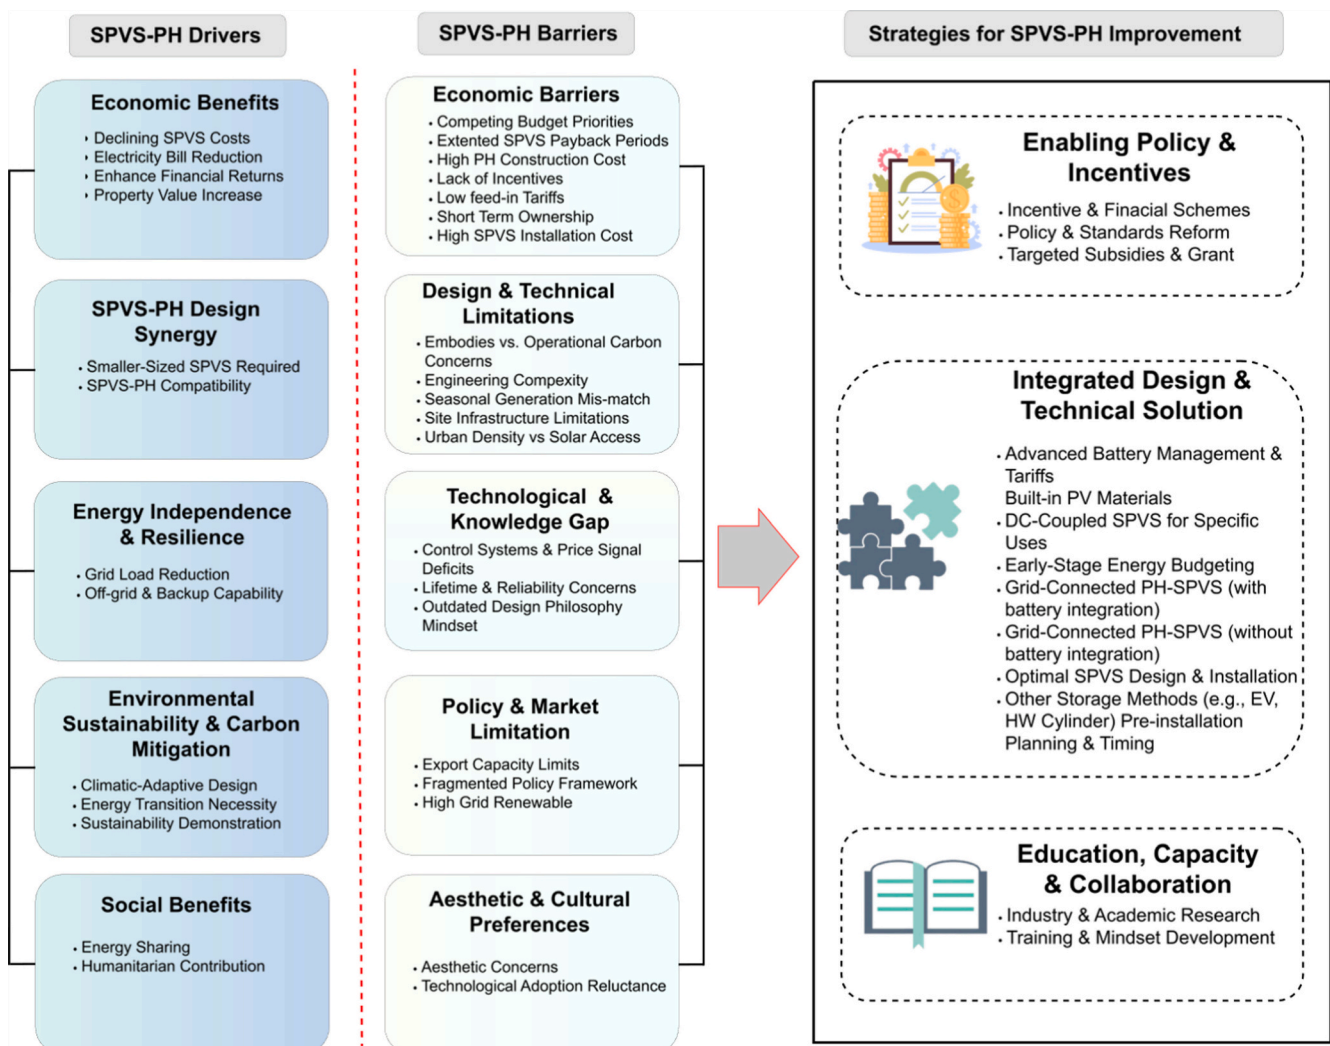 SPVS-PH Drivers
Economic Benefits
Declining SPVS Costs
Electricity Bill Reduction
Enhance Financial Returns
Property Value Increase
SPVS-PH Design
Synergy
Smaller-Sized SPVS Required
SPVS-PH Compatibility
Energy Independence
& Resilience
Grid Load Reduction
Off-grid & Backup Capability
Environmental
Sustainability & Carbon
Mitigation
Climatic-Adaptive Design
Energy Transition Necessity
Sustainability Demonstration
Social Benefits
Energy Sharing
Humanitarian Contribution
SPVS-PH Barriers
Economic Barriers
Competing Budget Priorities
Extented SPVS Payback Periods
High PH Construction Cost
Lack of Incentives
Low feed-in Tariffs
Short Term Ownership
High SPVS Installation Cost
Design & Technical
Limitations
Embodies vs. Operational Carbon
Concerns
Engineering Compexity
Seasonal Generation Mis-match
Site Infrastructure Limitations
Urban Density vs Solar Access
Technological &
Knowledge Gap
Control Systems & Price Signal
Deficits
Lifetime & Reliability Concerns
Outdated Design Philosophy
Mindset
Policy & Market
Limitation
Export Capacity Limits
Fragmented Policy Framework
High Grid Renewable
Aesthetic & Cultural
Preferences
Aesthetic Concerns
Technological Adoption Reluctance
Strategies for SPVS-PH Improvement
Enabling Policy &
Incentives
Incentive & Finacial Schemes
Policy & Standards Reform
Targeted Subsidies & Grant
Integrated Design &
Technical Solution
Advanced Battery Management &
Tariffs
Built-in PV Materials
DC-Coupled SPVS for Specific
Uses
Early-Stage Energy Budgeting
Grid-Connected PH-SPVS (with
battery integration)
Grid-Connected PH-SPVS (without
battery integration)
Optimal SPVS Design & Installation
Other Storage Methods (e.g., EV,
HW Cylinder) Pre-installation
Planning & Timing
Education, Capacity
& Collaboration
Industry & Academic Research
Training & Mindset Development